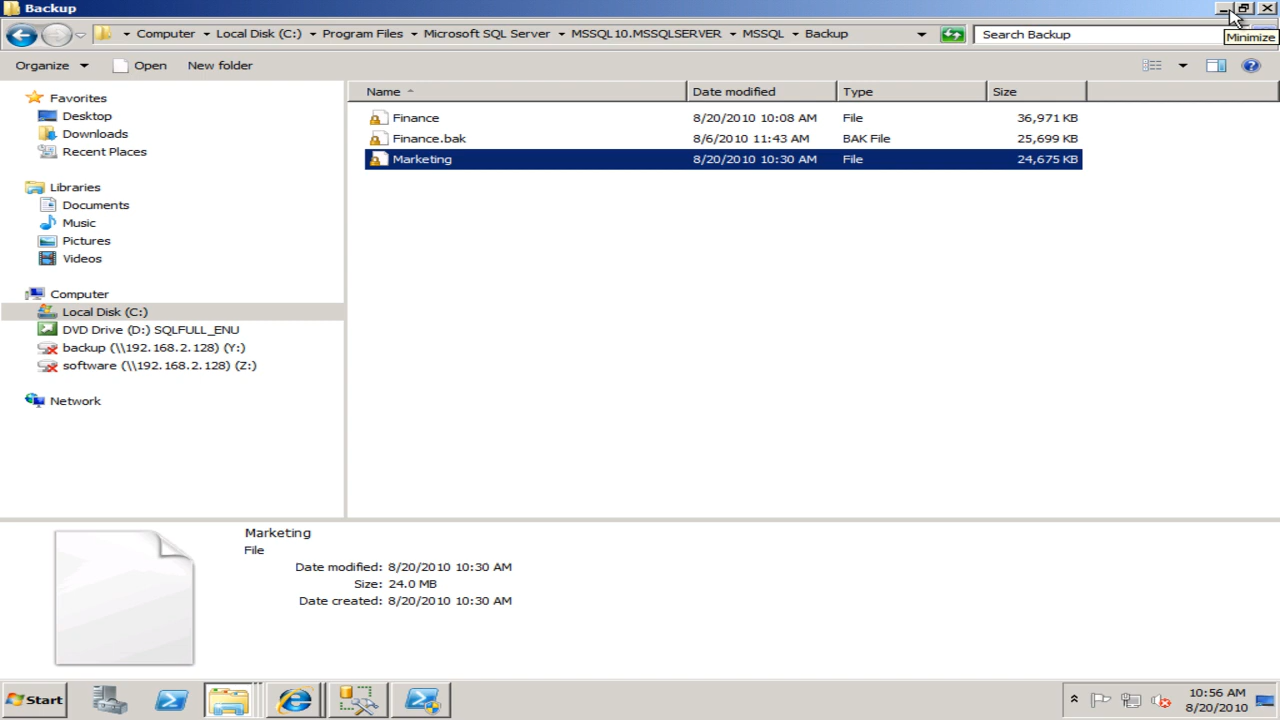 Backup
Computer Local Disk (C:) Program Files Microsoft SQL Server MSSQL10.MSSQLSERVER MSSQL Backup
Search Backup
Minimize
Organize Open New folder
Name Date modified Type Size
Finance 8/20/2010 10:08 AM File 36,971 KB
Finance.bak 8/6/2010 11:43 AM BAK File 25,699 KB
Marketing 8/20/2010 10:30 AM File 24,675 KB
Favorites
Desktop
Downloads
Recent Places
Libraries
Documents
Music
Pictures
Videos
Computer
Local Disk (C:)
DVD Drive (D:) SQLFULL_ENU
backup (\\192.168.2.128) (Y:)
software (\\192.168.2.128) (Z:)
Network
Marketing
File
Date modified: 8/20/2010 10:30 AM
Size: 24.0 MB
Date created: 8/20/2010 10:30 AM
Start
10:56 AM
8/20/2010